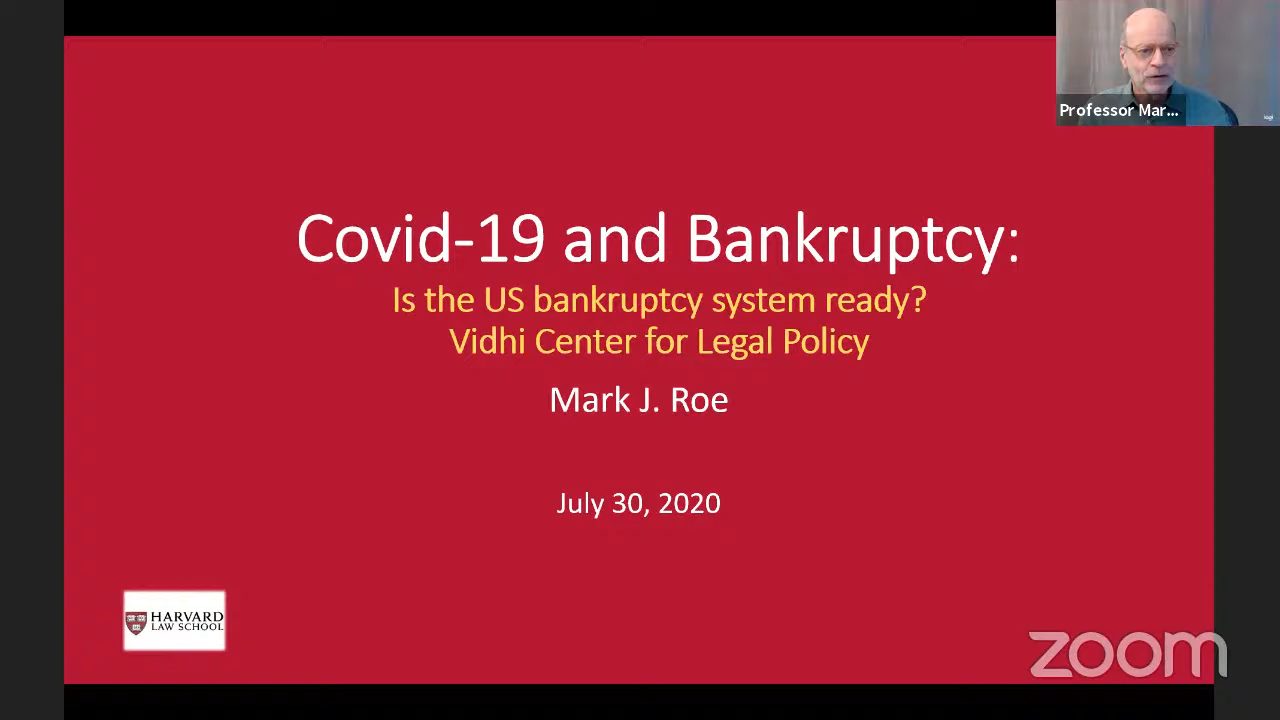 Professor Mar...
Covid-19 and Bankruptcy:
Is the US bankruptcy system ready?
Vidhi Center for Legal Policy
Mark J. Roe
July 30, 2020
HARVARD
LAW SCHOOL
zoom